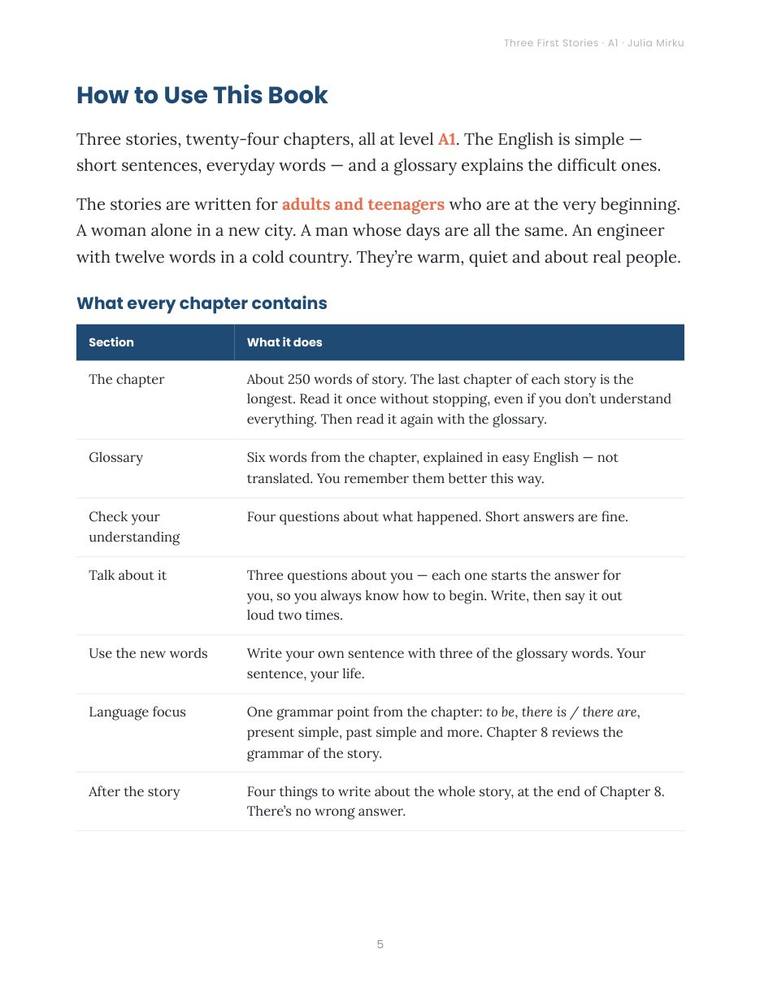 Three First Stories · A1 · Julia Mirku
How to Use This Book
Three stories, twenty-four chapters, all at level A1. The English is simple —
short sentences, everyday words — and a glossary explains the difficult ones.
The stories are written for adults and teenagers who are at the very beginning.
A woman alone in a new city. A man whose days are all the same. An engineer
with twelve words in a cold country. They’re warm, quiet and about real people.
What every chapter contains
Section What it does
The chapter About 250 words of story. The last chapter of each story is the
longest. Read it once without stopping, even if you don’t understand
everything. Then read it again with the glossary.
Glossary Six words from the chapter, explained in easy English — not
translated. You remember them better this way.
Check your Four questions about what happened. Short answers are fine.
understanding
Talk about it Three questions about you — each one starts the answer for
you, so you always know how to begin. Write, then say it out
loud two times.
Use the new words Write your own sentence with three of the glossary words. Your
sentence, your life.
Language focus One grammar point from the chapter: to be, there is / there are,
present simple, past simple and more. Chapter 8 reviews the
grammar of the story.
After the story Four things to write about the whole story, at the end of Chapter 8.
There’s no wrong answer.
5